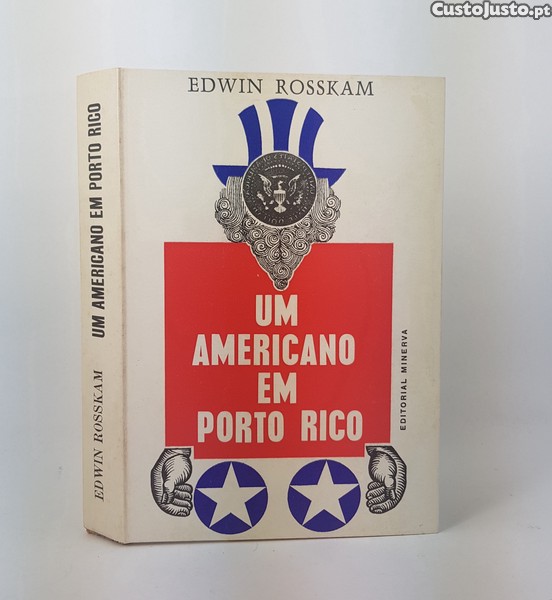 CustoJusto.pt
EDWIN ROSSKAM
UM
AMERICANO
EM
PORTO RICO
EDITORIAL MINERVA
EDWIN ROSSKAM UM AMERICANO EM PORTO RICO